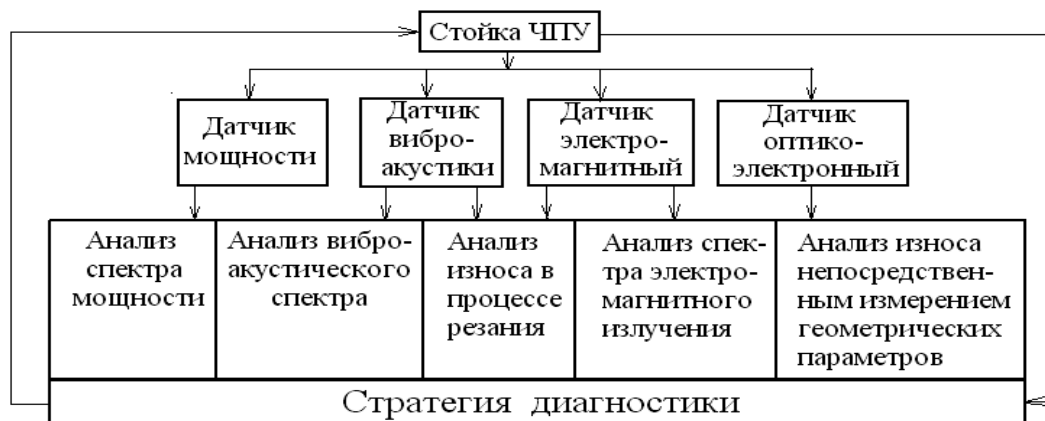 Стойка ЧПУ
Датчик
мощности
Датчик
вибро-
акустики
Датчик
электро-
магнитный
Датчик
оптико-
электронный
Анализ
спектра
мощности
Анализ вибро-
акустического
спектра
Анализ
износа в
процессе
резания
Анализ спек-
тра электро-
магнитного
излучения
Анализ износа
непосредствен-
ным измерением
геометрических
параметров
Стратегия диагностики